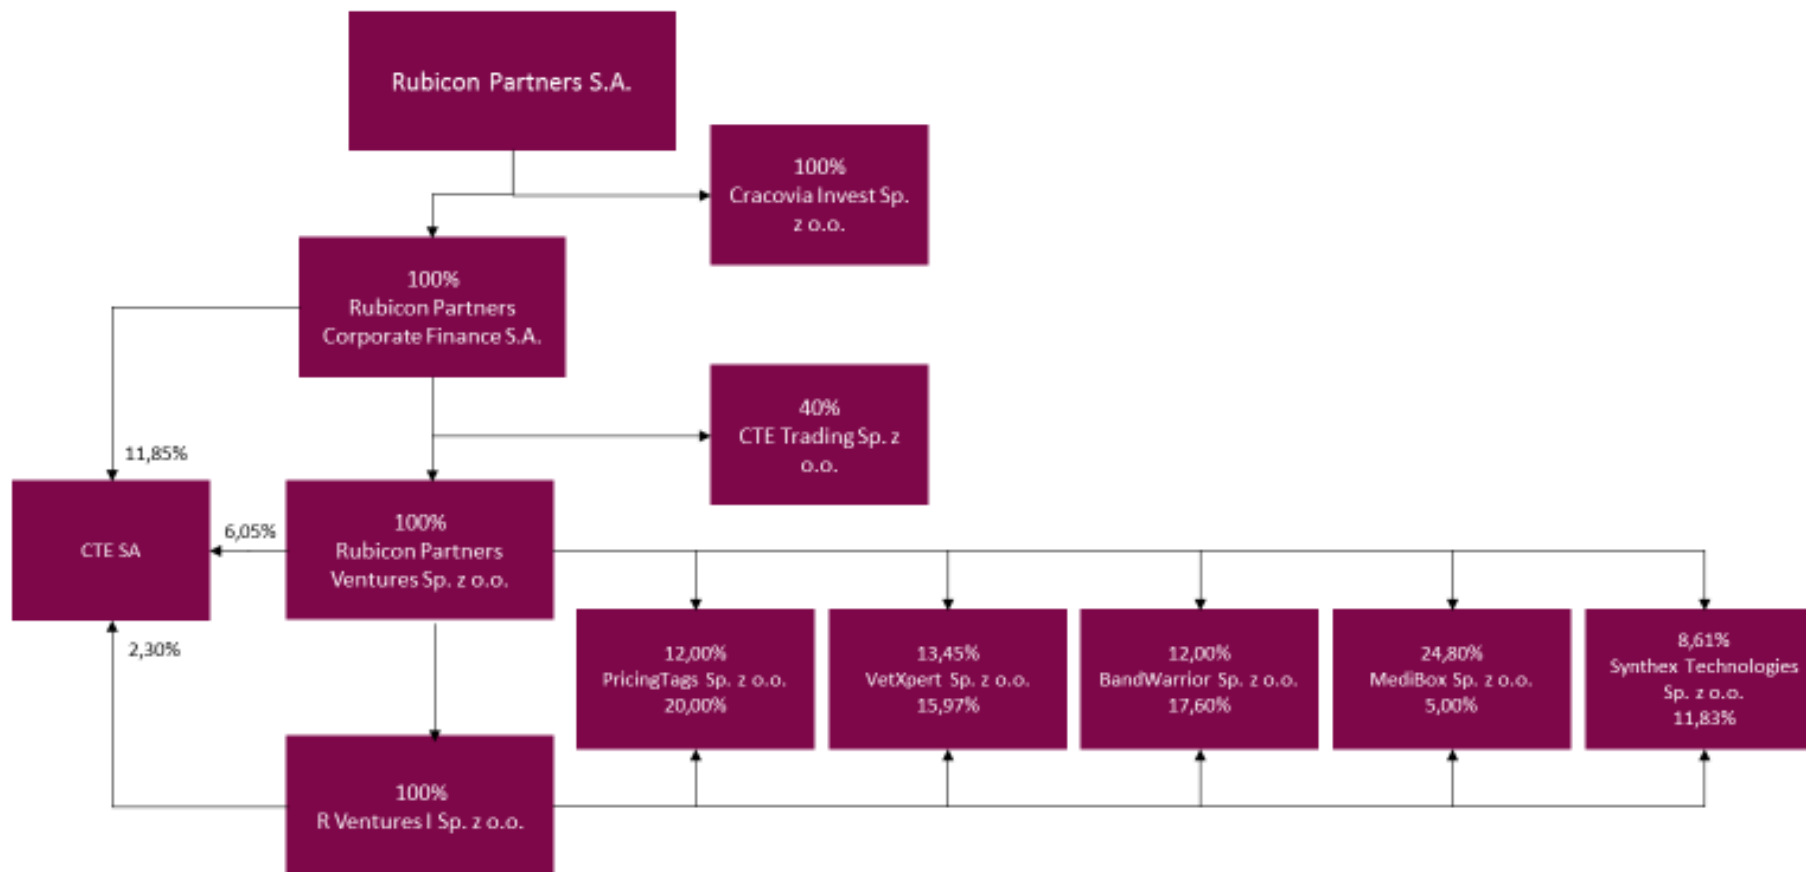 Rubicon Partners S.A.
100%
Cracovia Invest Sp.
z o.o.
100%
Rubicon Partners
Corporate Finance S.A.
40%
CTE Trading Sp. z
o.o.
11,85%
CTE SA
6,05%
100%
Rubicon Partners
Ventures Sp. z o.o.
2,30%
12,00%
PricingTags Sp. z o.o.
20,00%
13,45%
VetXpert Sp. z o.o.
15,97%
12,00%
BandWarrior Sp. z o.o.
17,60%
24,80%
MediBox Sp. z o.o.
5,00%
8,61%
Synthex Technologies
Sp. z o.o.
11,83%
100%
R Ventures I Sp. z o.o.